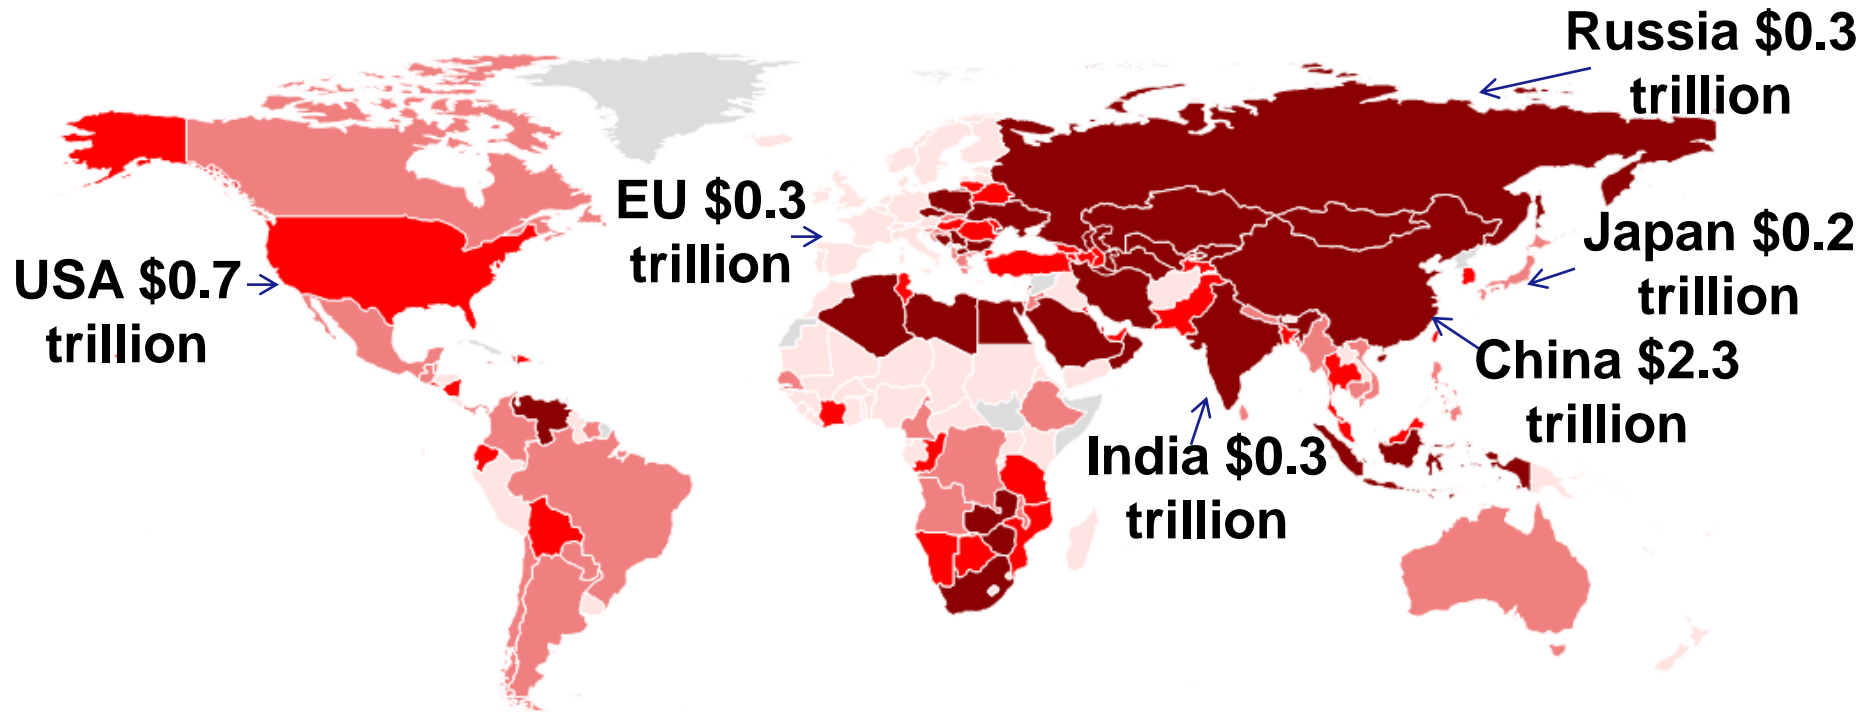 Russia $0.3
trillion
EU $0.3
trillion
Japan $0.2
trillion
USA $0.7
trillion
China $2.3
trillion
India $0.3
trillion